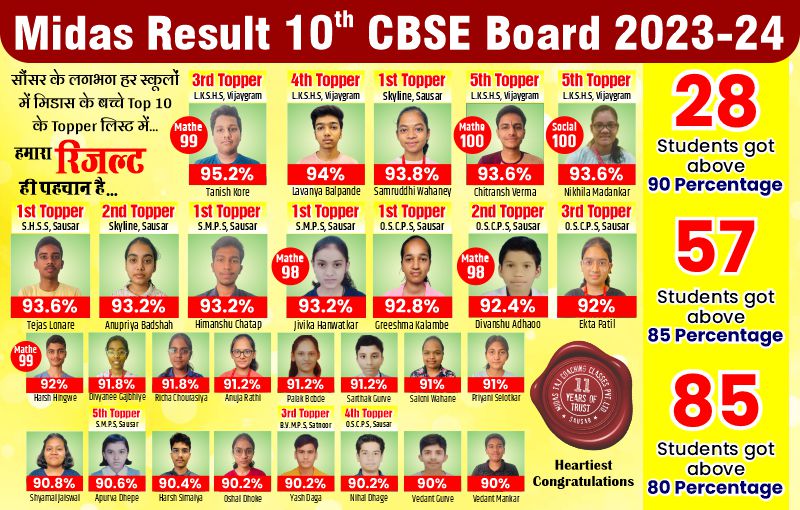 Midas Result 10th CBSE Board 2023-24
सौंसर के लगभग हर स्कूलों
में मिडास के बच्चे Top 10
के Topper लिस्ट में...
हमारा रिजल्ट
ही पहचान है...
3rd Topper
L.K.S.H.S, Vijaygram
Mathe
99
95.2%
Tanish Kore
4th Topper
L.K.S.H.S, Vijaygram
94%
Lavanya Balpande
1st Topper
Skyline, Sausar
93.8%
Samruddhi Wahaney
5th Topper
L.K.S.H.S, Vijaygram
Mathe
100
93.6%
Chitransh Verma
5th Topper
L.K.S.H.S, Vijaygram
Social
100
93.6%
Nikhila Madankar
1st Topper
S.H.S.S, Sausar
93.6%
Tejas Lonare
2nd Topper
Skyline, Sausar
93.2%
Anupriya Badshah
1st Topper
S.M.P.S, Sausar
93.2%
Himanshu Chatap
1st Topper
S.M.P.S, Sausar
Mathe
98
93.2%
Jivika Hanwatkar
1st Topper
O.S.C.P.S, Sausar
92.8%
Greeshma Kalambe
2nd Topper
O.S.C.P.S, Sausar
Mathe
98
92.4%
Divanshu Adhaoo
3rd Topper
O.S.C.P.S, Sausar
92%
Ekta Patil
Mathe
99
92%
Harsh Hingwe
91.8%
Divyanee Gajbhiye
91.8%
Richa Chourasiya
91.2%
Anuja Rathi
91.2%
Palak Bobde
91.2%
Sarthak Gurve
91%
Saloni Wahane
91%
Priyani Selotkar
90.8%
Shyamal Jaiswal
5th Topper
S.M.P.S, Sausar
90.6%
Apurva Dhepe
90.4%
Harsh Simaiya
90.2%
Oshal Dhoke
3rd Topper
B.V.M.P.S, Satnoor
90.2%
Yash Daga
4th Topper
O.S.C.P.S, Sausar
90.2%
Nihal Dhage
90%
Vedant Gurve
90%
Vedant Mankar
MIDAS TAJ COACHING CLASSES PVT LTD
11
YEARS OF
TRUST
SAUSAR
Heartiest
Congratulations
28
Students got
above
90 Percentage
57
Students got
above
85 Percentage
85
Students got
above
80 Percentage